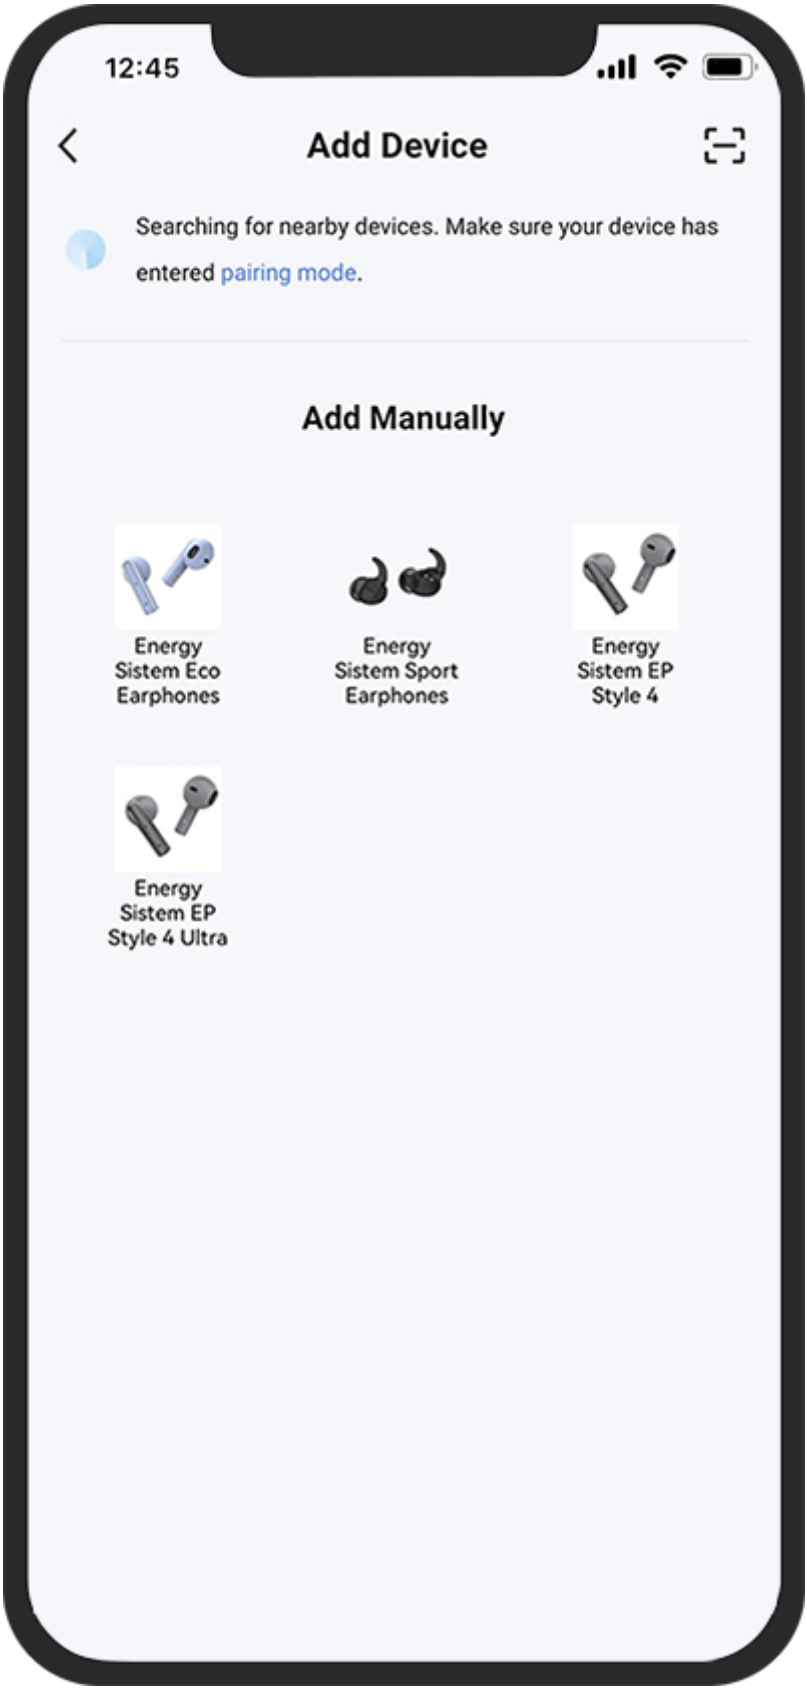 12:45
Add Device
Searching for nearby devices. Make sure your device has
entered pairing mode.
Add Manually
Energy
Sistem Eco
Earphones
Energy
Sistem Sport
Earphones
Energy
Sistem EP
Style 4
Energy
Sistem EP
Style 4 Ultra